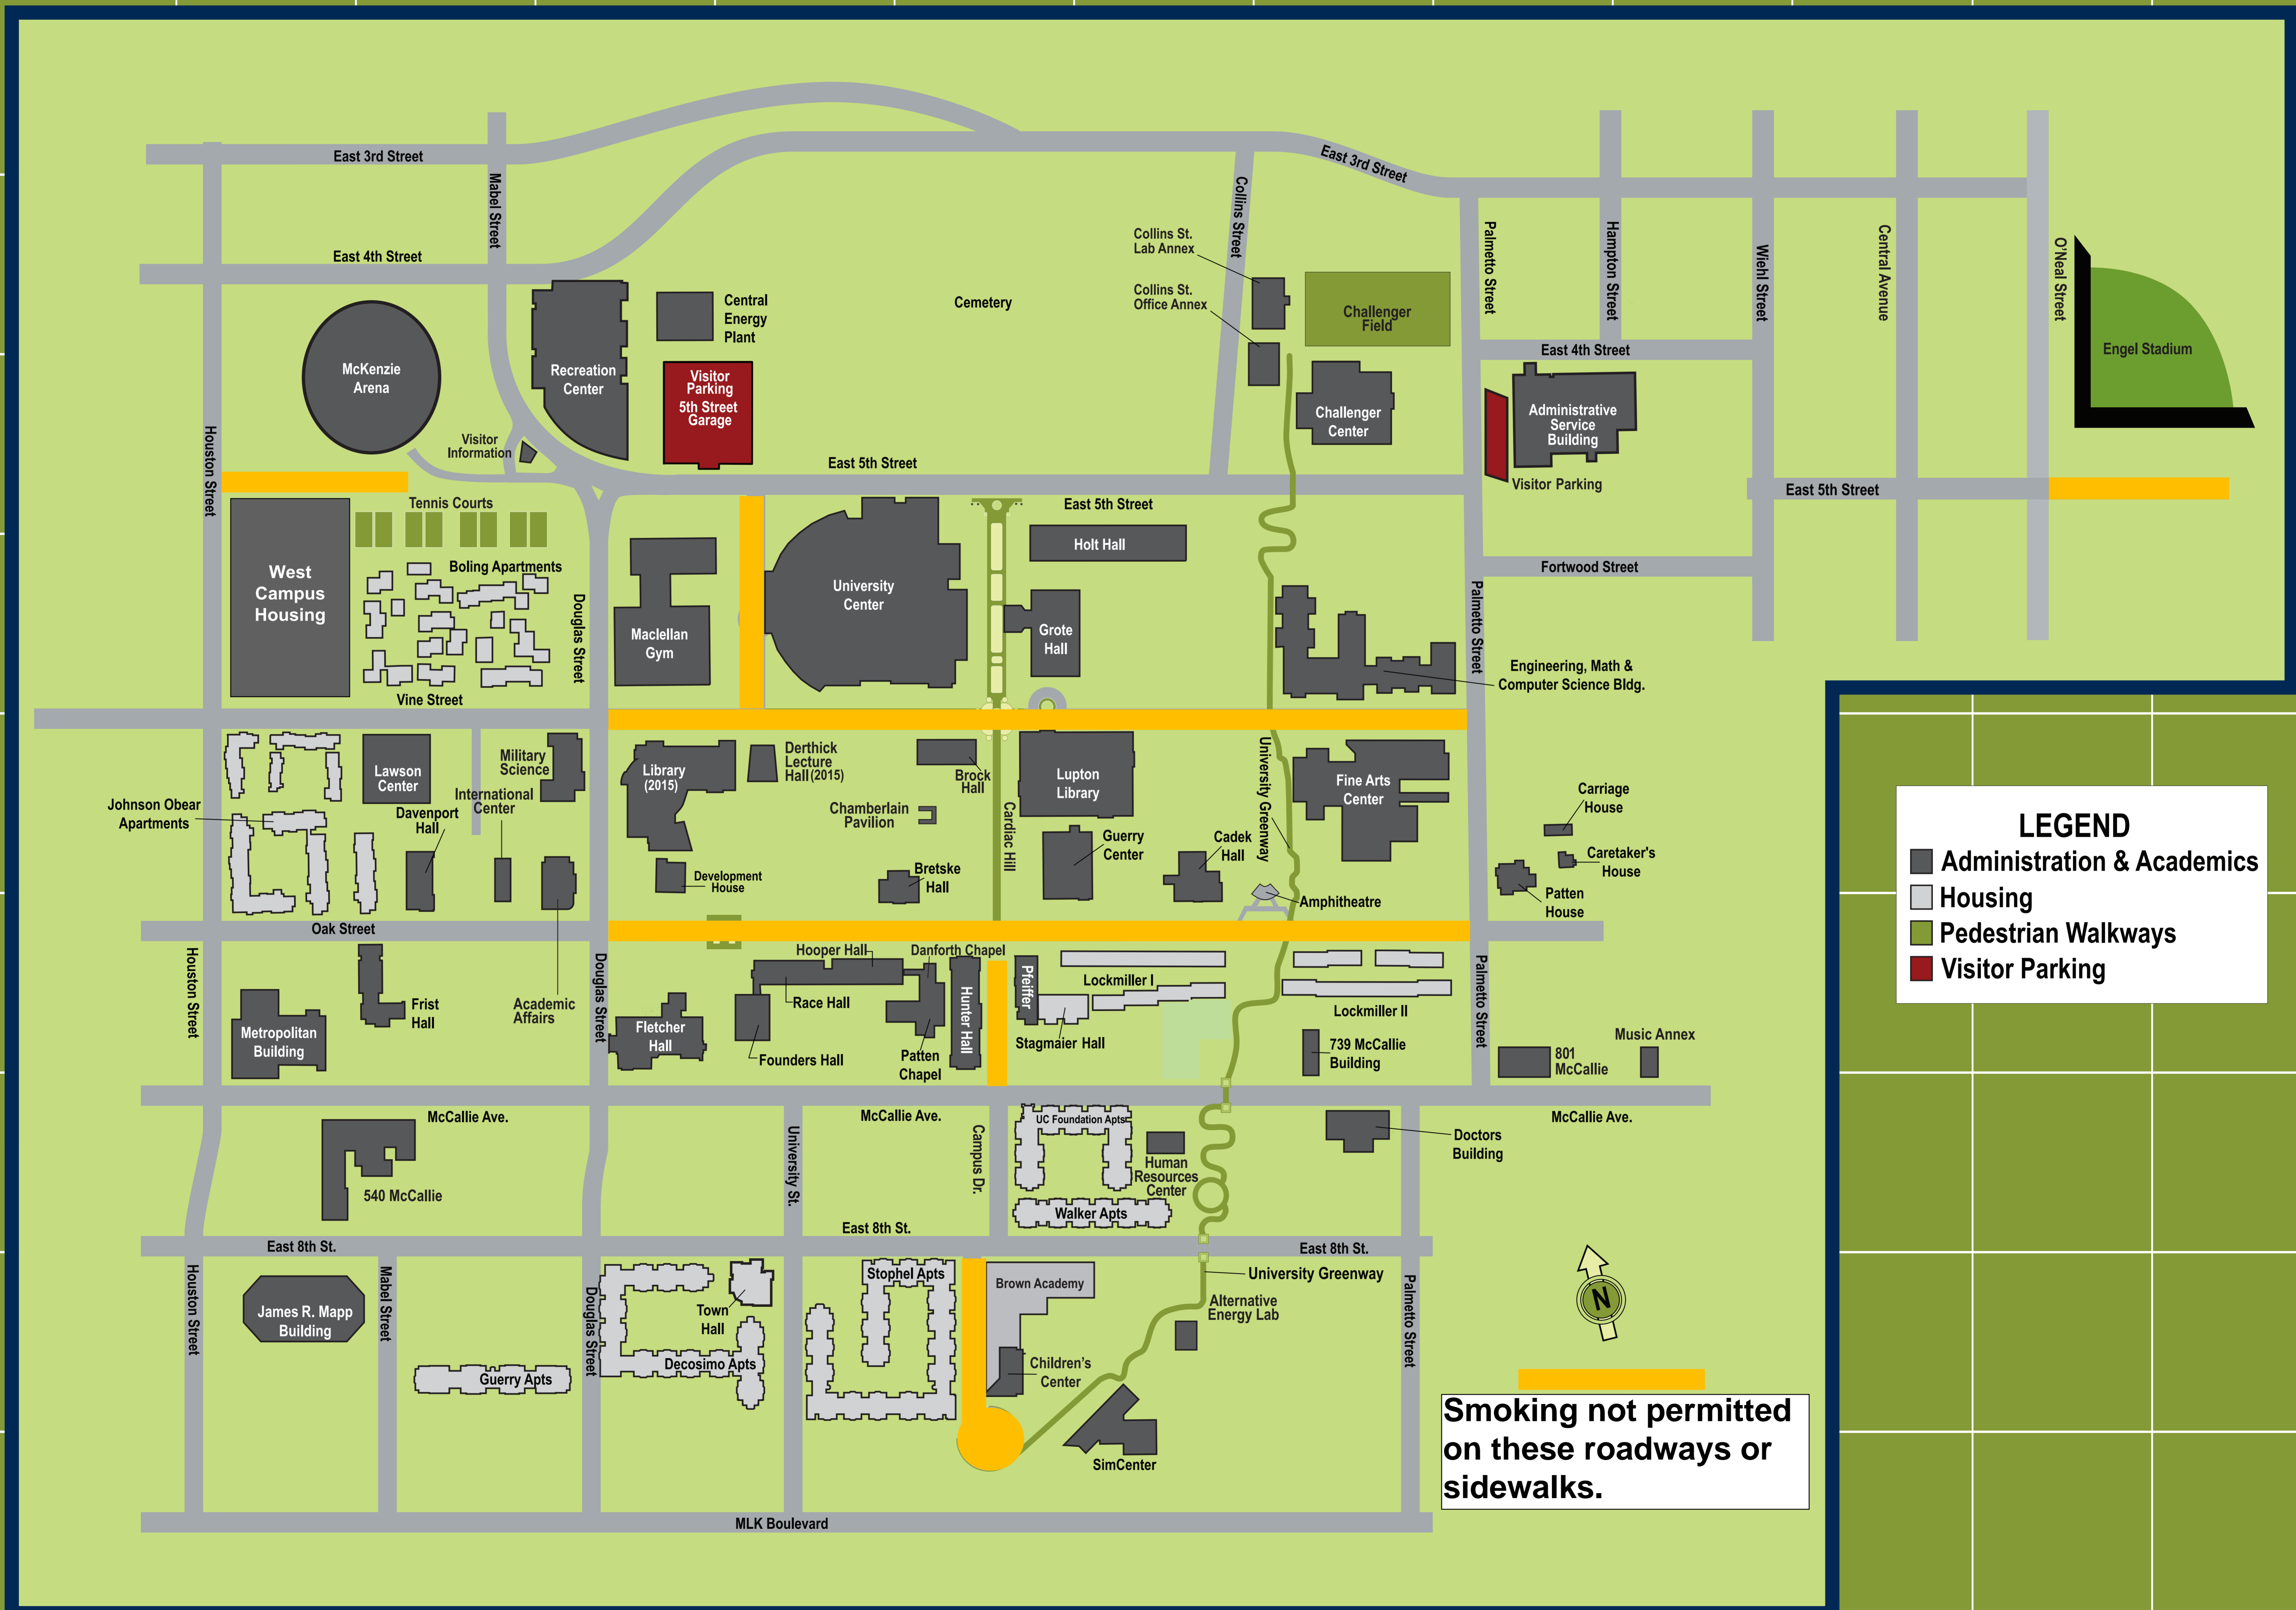 East 3rd Street
East 3rd Street
Mabel Street
Collins Street
Palmetto Street
Hampton Street
Wiehl Street
Central Avenue
O'Neal Street
East 4th Street
Collins St.
Lab Annex
Collins St.
Office Annex
Central
Energy
Plant
Cemetery
Challenger
Field
East 4th Street
Engel Stadium
McKenzie
Arena
Recreation
Center
Visitor
Parking
5th Street
Garage
Challenger
Center
Administrative
Service
Building
Houston Street
Visitor
Information
East 5th Street
Visitor Parking
East 5th Street
Tennis Courts
East 5th Street
Holt Hall
West
Campus
Housing
Boling Apartments
Douglas Street
Maclellan
Gym
University
Center
Grote
Hall
Fortwood Street
Palmetto Street
Engineering, Math &
Computer Science Bldg.
Vine Street
Lawson
Center
Military
Science
International
Center
Davenport
Hall
Johnson Obear
Apartments
Library
(2015)
Derthick
Lecture
Hall (2015)
Brock
Hall
Chamberlain
Pavilion
Cardiac Hill
Lupton
Library
University Greenway
Fine Arts
Center
Guerry
Center
Cadek
Hall
Carriage
House
Caretaker's
House
Patten
House
Development
House
Bretske
Hall
Amphitheatre
LEGEND
Administration & Academics
Housing
Pedestrian Walkways
Visitor Parking
Oak Street
Houston Street
Douglas Street
Hooper Hall
Danforth Chapel
Race Hall
Hunter Hall
Pfeiffer
Lockmiller I
Lockmiller II
Palmetto Street
Frist
Hall
Academic
Affairs
Metropolitan
Building
Fletcher
Hall
Founders Hall
Patten
Chapel
Stagmaier Hall
739 McCallie
Building
801
McCallie
Music Annex
McCallie Ave.
McCallie Ave.
McCallie Ave.
University St.
Campus Dr.
UC Foundation Apts
Human
Resources
Center
Doctors
Building
540 McCallie
Walker Apts
East 8th St.
East 8th St.
East 8th St.
Houston Street
Mabel Street
Douglas Street
Palmetto Street
James R. Mapp
Building
Town
Hall
Stophel Apts
Brown Academy
University Greenway
Alternative
Energy Lab
N
Guerry Apts
Decosimo Apts
Children's
Center
SimCenter
Smoking not permitted
on these roadways or
sidewalks.
MLK Boulevard